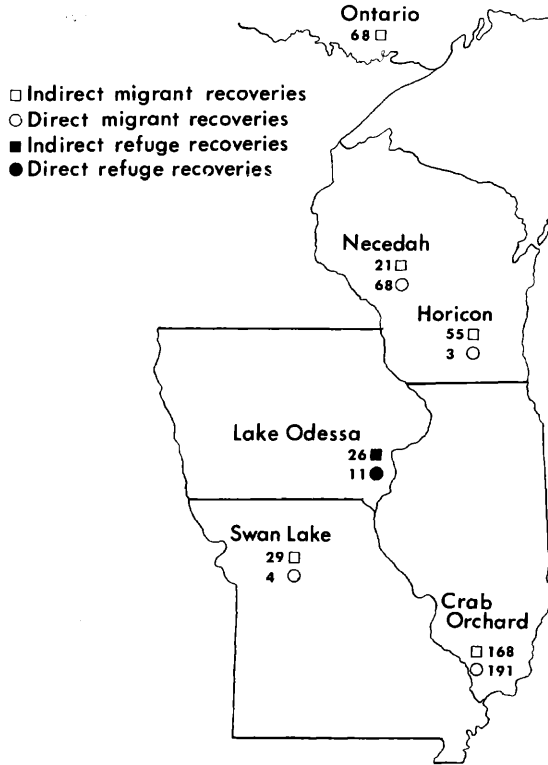 Ontario
68
Indirect migrant recoveries
Direct migrant recoveries
Indirect refuge recoveries
Direct refuge recoveries
Necedah
21
68
Horicon
55
3
Lake Odessa
26
11
Swan Lake
29
4
Crab
Orchard
168
191